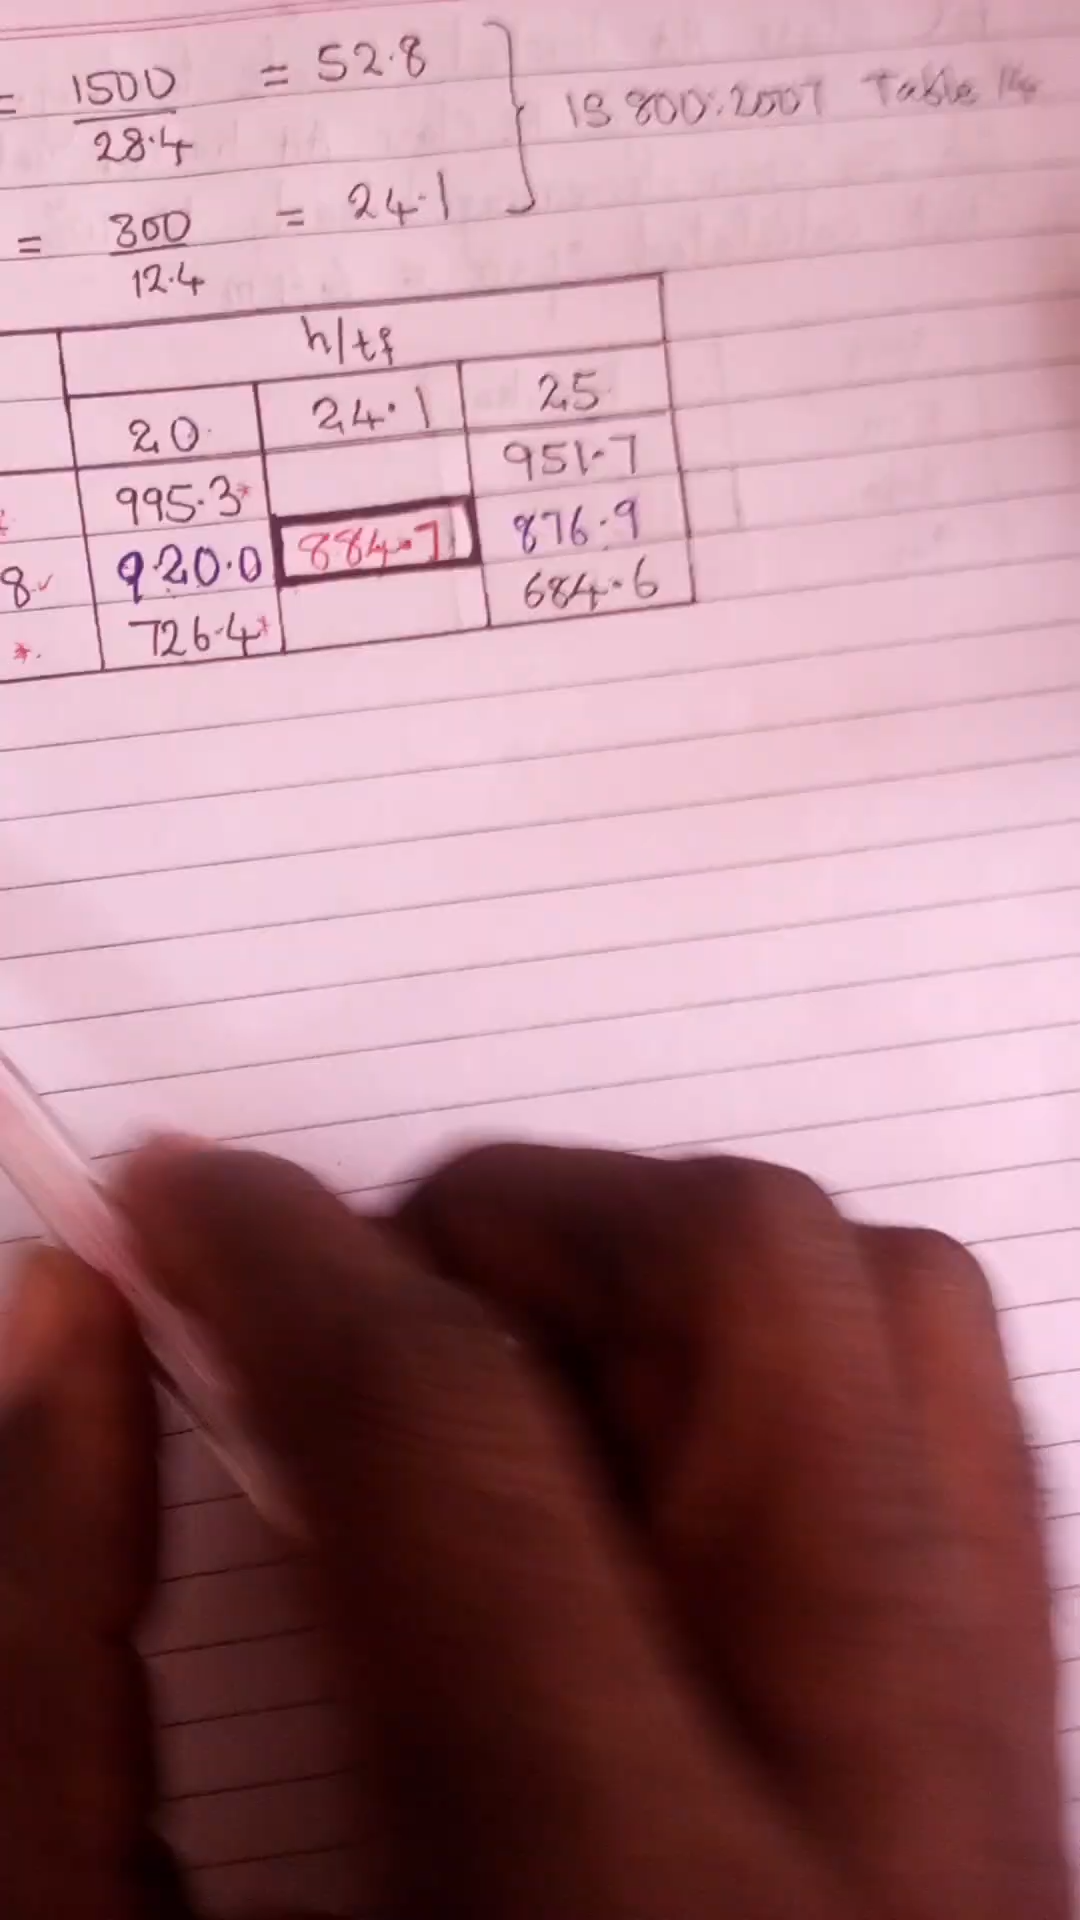 = 1500 / 28.4 = 52.8 } IS 800:2007 Table 14
= 300 / 12.4 = 24.1
h/tf
20 24.1 25
995.3* 951.7
8 ✓ 920.0 884.7 876.9
*. 726.4* 684.6